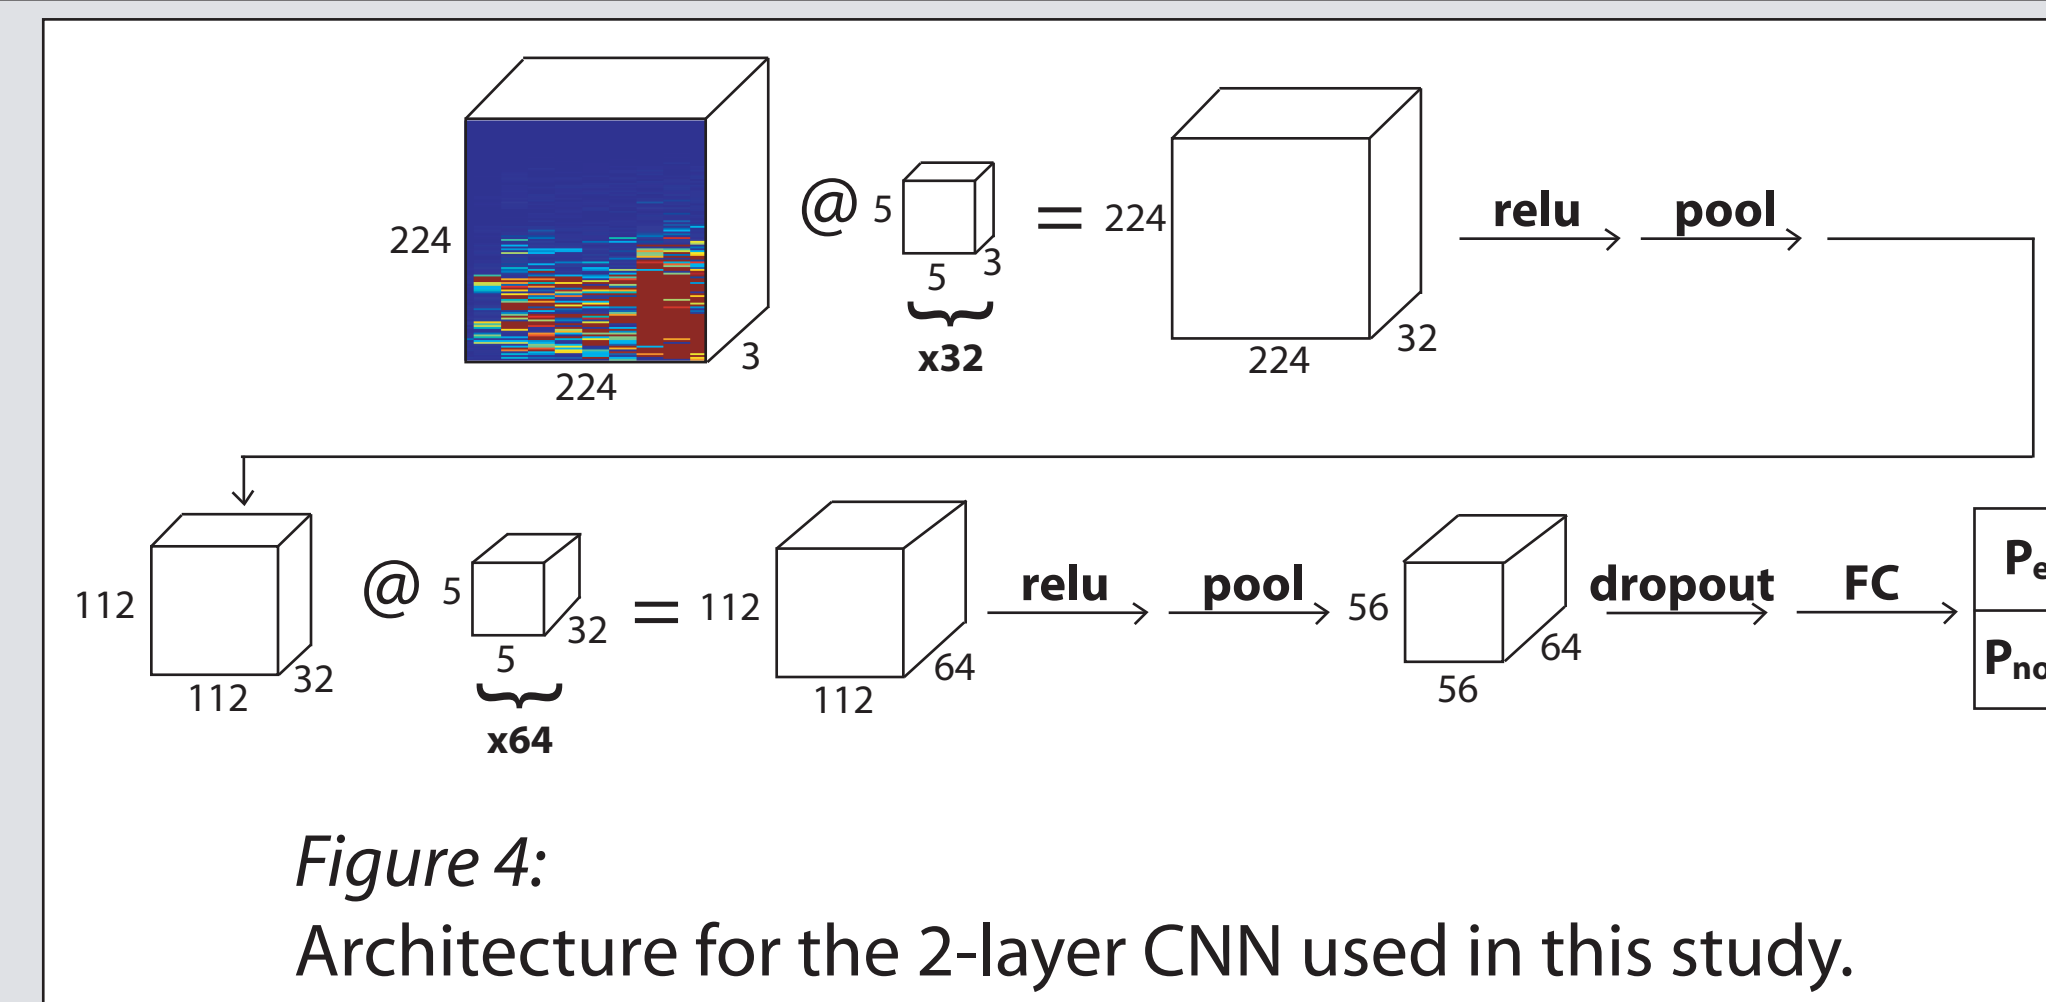 224
224
3
@
5
5
3
x32
=
224
224
32
relu
pool
112
112
32
@
5
5
32
x64
=
112
112
64
relu
pool
56
56
64
dropout
FC
Figure 4:
Architecture for the 2-layer CNN used in this study.